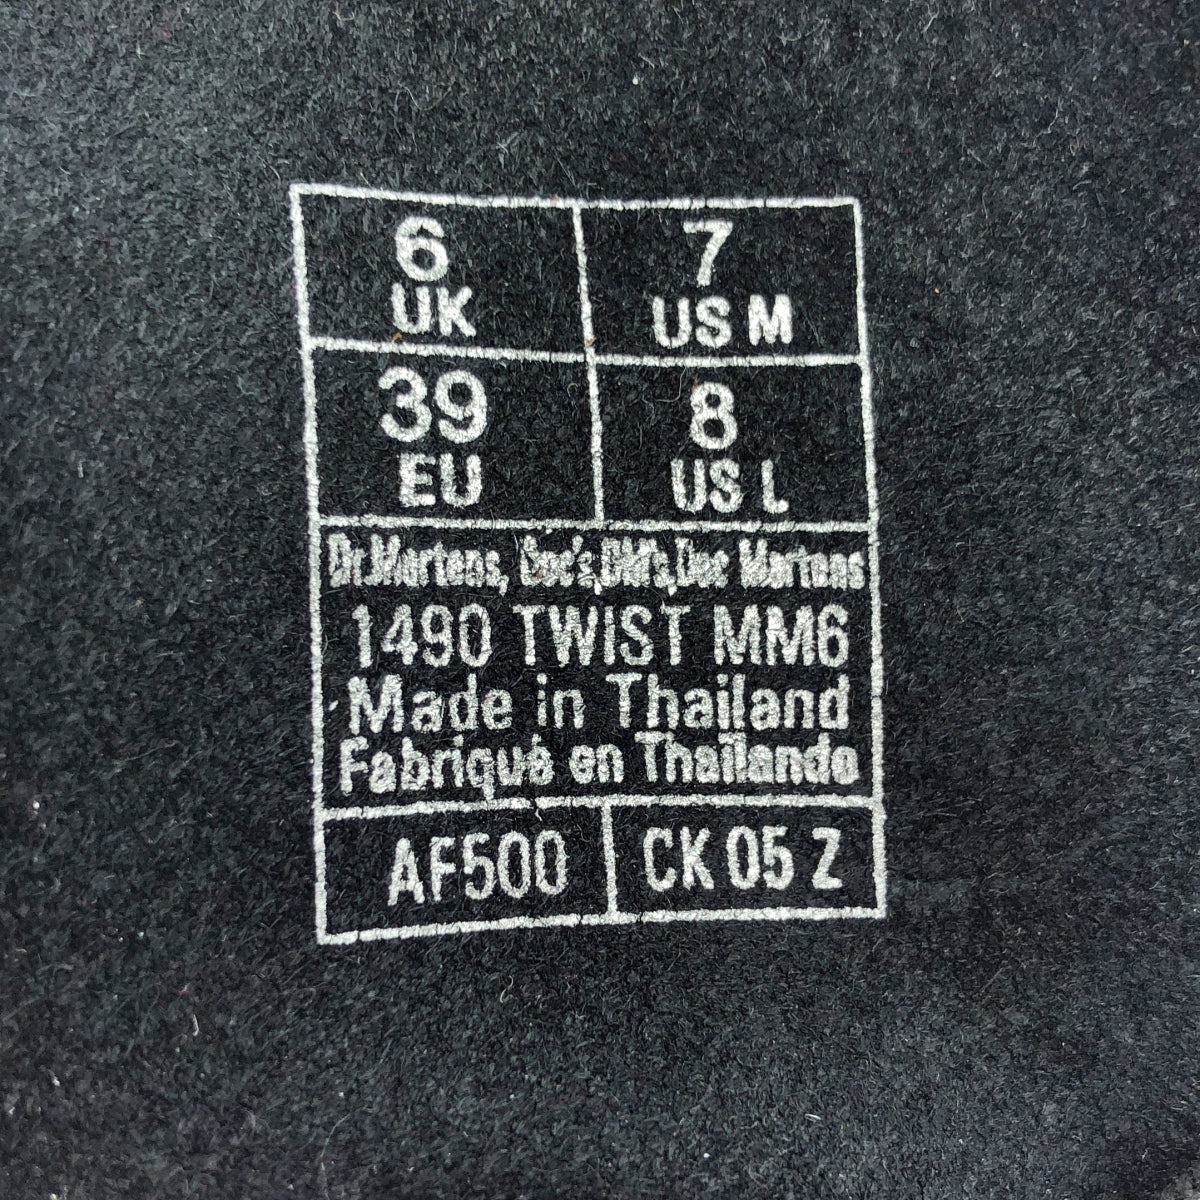 6 UK
7 US M
39 EU
8 US L
Dr.Martens, Doc's,DM's,Doc Martens
1490 TWIST MM6
Made in Thailand
Fabriqué en Thailande
AF500
CK 05 Z